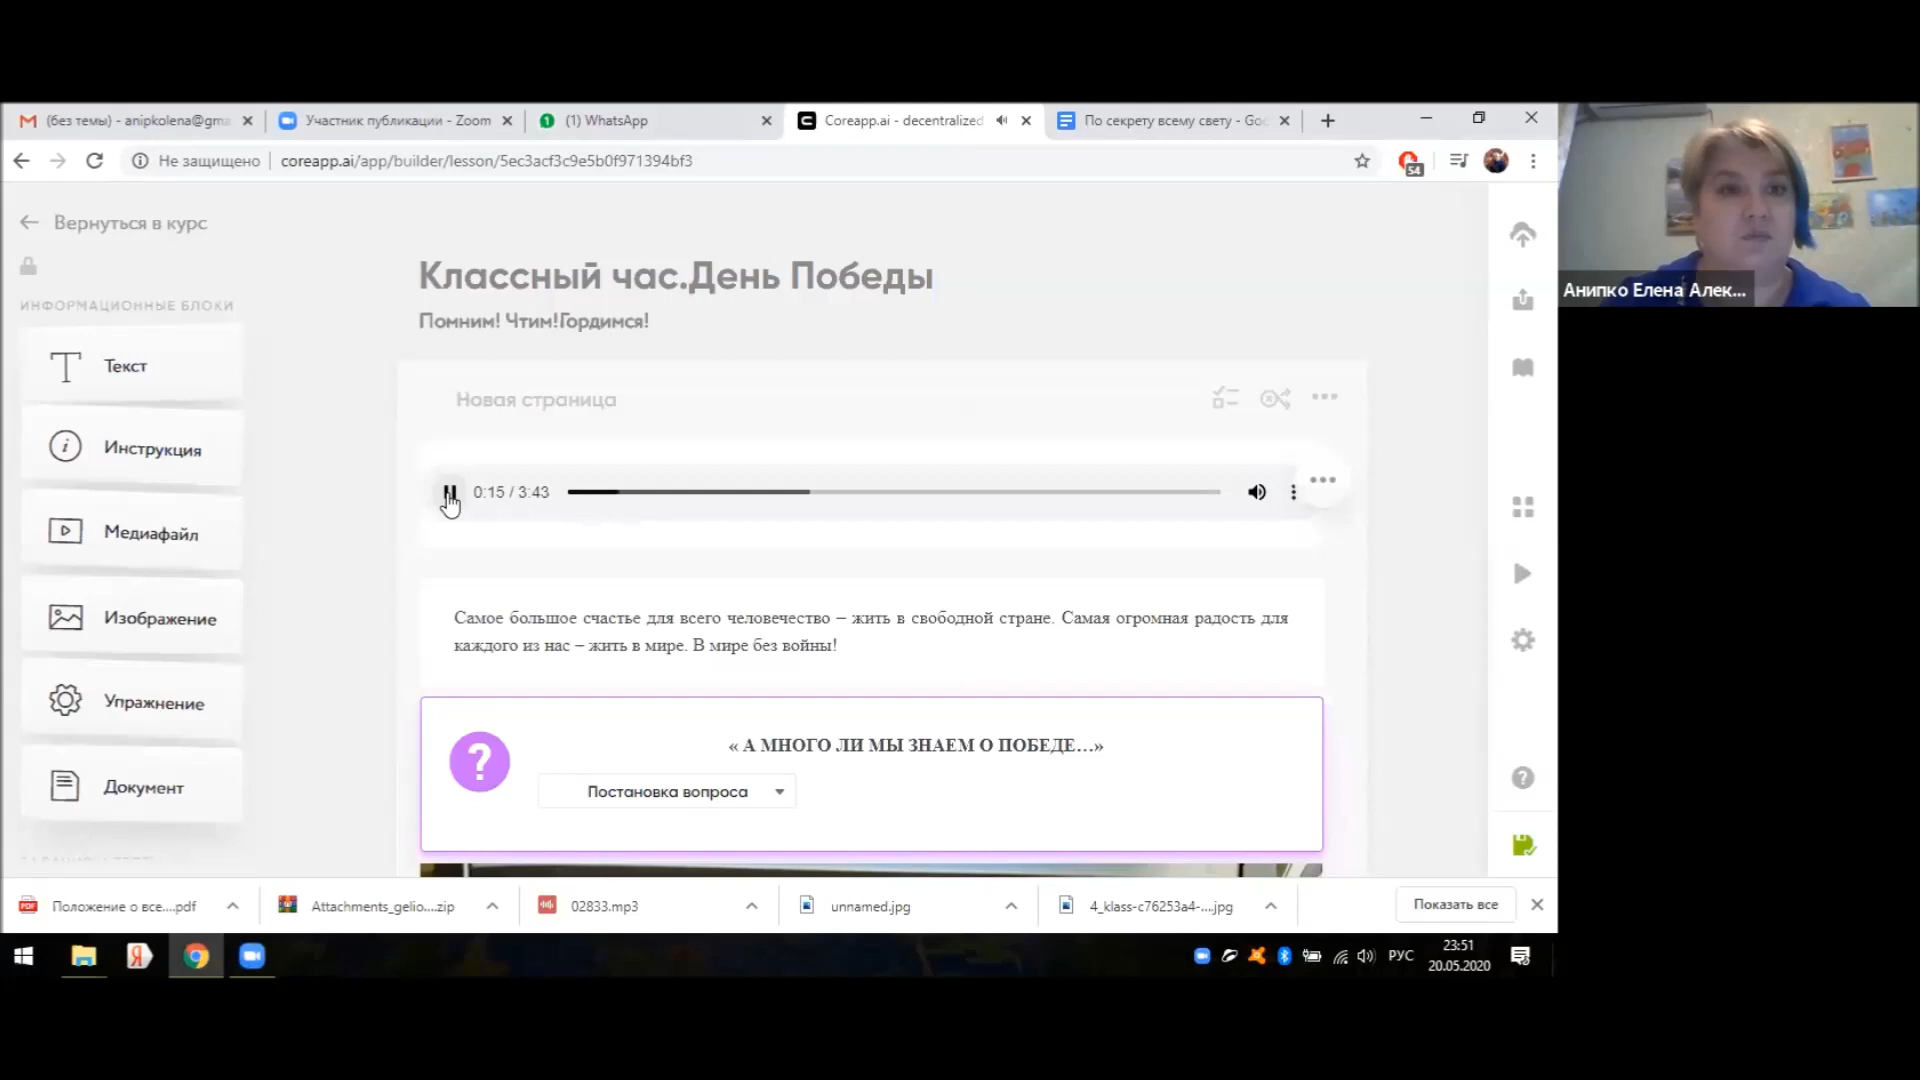 (без темы) - anipkolena@gma
Участник публикации - Zoom
(1) WhatsApp
Coreapp.ai - decentralized
По секрету всему свету - Goo
Не защищено
coreapp.ai/app/builder/lesson/5ec3acf3c9e5b0f971394bf3
54
Вернуться в курс
ИНФОРМАЦИОННЫЕ БЛОКИ
Текст
Инструкция
Медиафайл
Изображение
Упражнение
Документ
Классный час.День Победы
Помним! Чтим!Гордимся!
Новая страница
0:15 / 3:43
Самое большое счастье для всего человечество – жить в свободной стране. Самая огромная радость для
каждого из нас – жить в мире. В мире без войны!
« А МНОГО ЛИ МЫ ЗНАЕМ О ПОБЕДЕ…»
Постановка вопроса
Анипко Елена Алек...
Положение о все....pdf
Attachments_gelio....zip
02833.mp3
unnamed.jpg
4_klass-c76253a4-....jpg
Показать все
РУС
23:51
20.05.2020